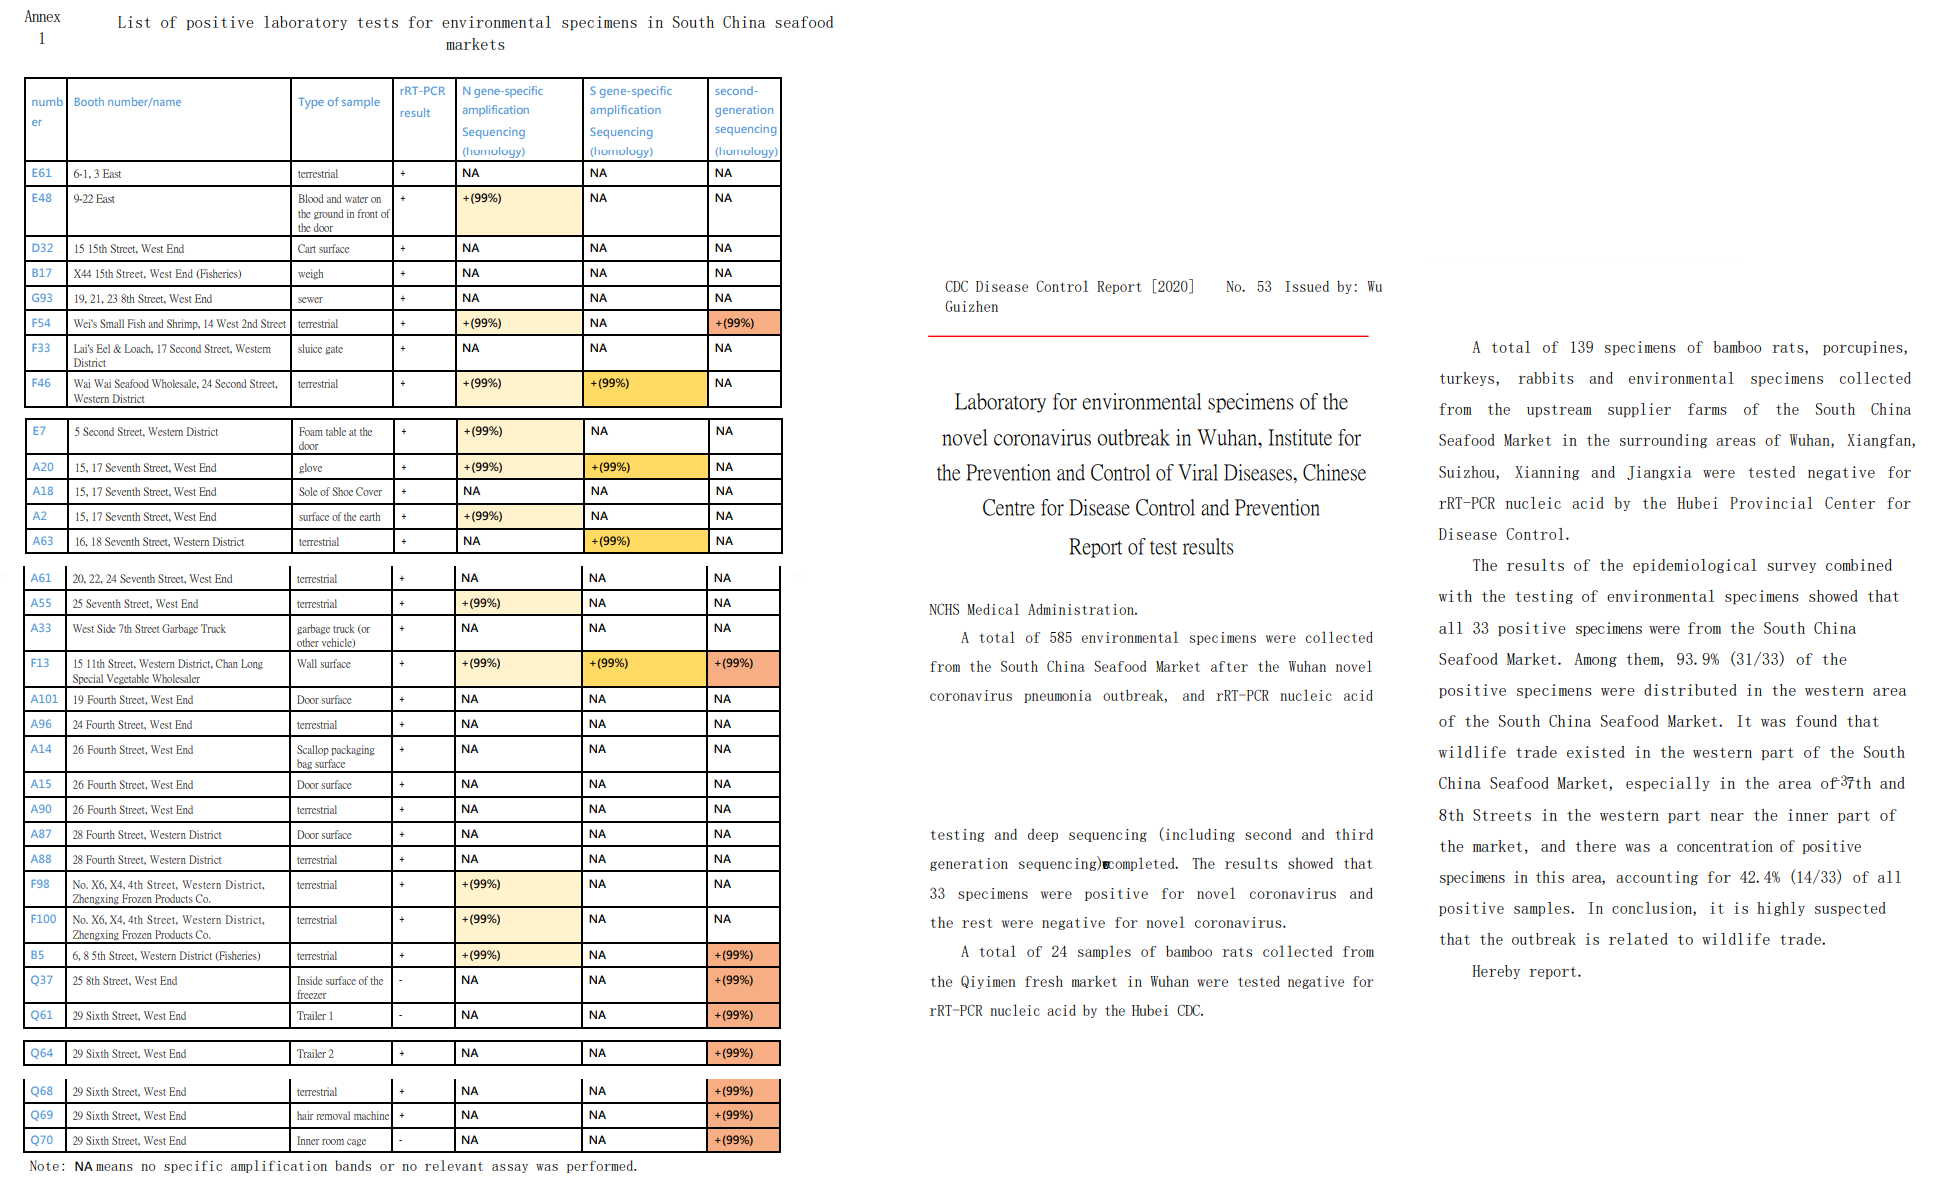 Annex
1
List of positive laboratory tests for environmental specimens in South China seafood
markets
numb
er
Booth number/name
Type of sample
rRT-PCR
result
N gene-specific
amplification
Sequencing
(homology)
S gene-specific
amplification
Sequencing
(homology)
second-
generation
sequencing
(homology)
E61 6-1, 3 East terrestrial + NA NA NA
E48 9-22 East Blood and water on + +(99%) NA NA
the ground in front of
the door
D32 15 15th Street, West End Cart surface + NA NA NA
B17 X44 15th Street, West End (Fisheries) weigh + NA NA NA
G93 19, 21, 23 8th Street, West End sewer + NA NA NA
F54 Wei's Small Fish and Shrimp, 14 West 2nd Street terrestrial + +(99%) NA +(99%)
F33 Lai's Eel & Loach, 17 Second Street, Western sluice gate + NA NA NA
District
F46 Wai Wai Seafood Wholesale, 24 Second Street, terrestrial + +(99%) +(99%) NA
Western District
E7 5 Second Street, Western District Foam table at the + +(99%) NA NA
door
A20 15, 17 Seventh Street, West End glove + +(99%) +(99%) NA
A18 15, 17 Seventh Street, West End Sole of Shoe Cover + NA NA NA
A2 15, 17 Seventh Street, West End surface of the earth + +(99%) NA NA
A63 16, 18 Seventh Street, Western District terrestrial + NA +(99%) NA
A61 20, 22, 24 Seventh Street, West End terrestrial + NA NA NA
A55 25 Seventh Street, West End terrestrial + +(99%) NA NA
A33 West Side 7th Street Garbage Truck garbage truck (or + NA NA NA
other vehicle)
F13 15 11th Street, Western District, Chan Long Wall surface + +(99%) +(99%) +(99%)
Special Vegetable Wholesaler
A101 19 Fourth Street, West End Door surface + NA NA NA
A96 24 Fourth Street, West End terrestrial + NA NA NA
A14 26 Fourth Street, West End Scallop packaging + NA NA NA
bag surface
A15 26 Fourth Street, West End Door surface + NA NA NA
A90 26 Fourth Street, West End terrestrial + NA NA NA
A87 28 Fourth Street, Western District Door surface + NA NA NA
A88 28 Fourth Street, Western District terrestrial + NA NA NA
F98 No. X6, X4, 4th Street, Western District, terrestrial + +(99%) NA NA
Zhengxing Frozen Products Co.
F100 No. X6, X4, 4th Street, Western District, terrestrial + +(99%) NA NA
Zhengxing Frozen Products Co.
B5 6, 8 5th Street, Western District (Fisheries) terrestrial + +(99%) NA +(99%)
Q37 25 8th Street, West End Inside surface of the - NA NA +(99%)
freezer
Q61 29 Sixth Street, West End Trailer 1 - NA NA +(99%)
Q64 29 Sixth Street, West End Trailer 2 + NA NA +(99%)
Q68 29 Sixth Street, West End terrestrial + NA NA +(99%)
Q69 29 Sixth Street, West End hair removal machine + NA NA +(99%)
Q70 29 Sixth Street, West End Inner room cage - NA NA +(99%)
Note: NA means no specific amplification bands or no relevant assay was performed.
CDC Disease Control Report [2020] No. 53 Issued by: Wu
Guizhen
Laboratory for environmental specimens of the
novel coronavirus outbreak in Wuhan, Institute for
the Prevention and Control of Viral Diseases, Chinese
Centre for Disease Control and Prevention
Report of test results
NCHS Medical Administration.
A total of 585 environmental specimens were collected
from the South China Seafood Market after the Wuhan novel
coronavirus pneumonia outbreak, and rRT-PCR nucleic acid
testing and deep sequencing (including second and third
generation sequencing) completed. The results showed that
33 specimens were positive for novel coronavirus and
the rest were negative for novel coronavirus.
A total of 24 samples of bamboo rats collected from
the Qiyimen fresh market in Wuhan were tested negative for
rRT-PCR nucleic acid by the Hubei CDC.
A total of 139 specimens of bamboo rats, porcupines,
turkeys, rabbits and environmental specimens collected
from the upstream supplier farms of the South China
Seafood Market in the surrounding areas of Wuhan, Xiangfan,
Suizhou, Xianning and Jiangxia were tested negative for
rRT-PCR nucleic acid by the Hubei Provincial Center for
Disease Control.
The results of the epidemiological survey combined
with the testing of environmental specimens showed that
all 33 positive specimens were from the South China
Seafood Market. Among them, 93.9% (31/33) of the
positive specimens were distributed in the western area
of the South China Seafood Market. It was found that
wildlife trade existed in the western part of the South
China Seafood Market, especially in the area of 7th and
8th Streets in the western part near the inner part of
the market, and there was a concentration of positive
specimens in this area, accounting for 42.4% (14/33) of all
positive samples. In conclusion, it is highly suspected
that the outbreak is related to wildlife trade.
Hereby report.